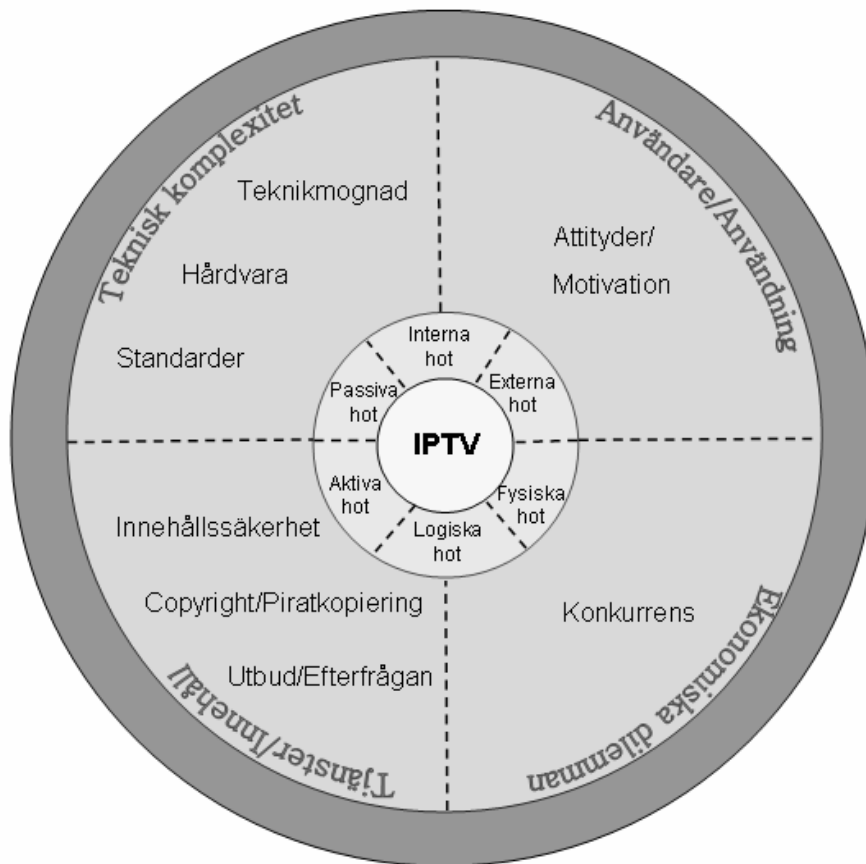 Teknisk komplexitet
Teknikmognad
Hårdvara
Standarder
Användare/Användning
Attityder/
Motivation
Interna
hot
Externa
hot
Passiva
hot
IPTV
Aktiva
hot
Fysiska
hot
Logiska
hot
Innehållssäkerhet
Copyright/Piratkopiering
Utbud/Efterfrågan
Tjänster/Innehåll
Konkurrens
Ekonomiska dilemman